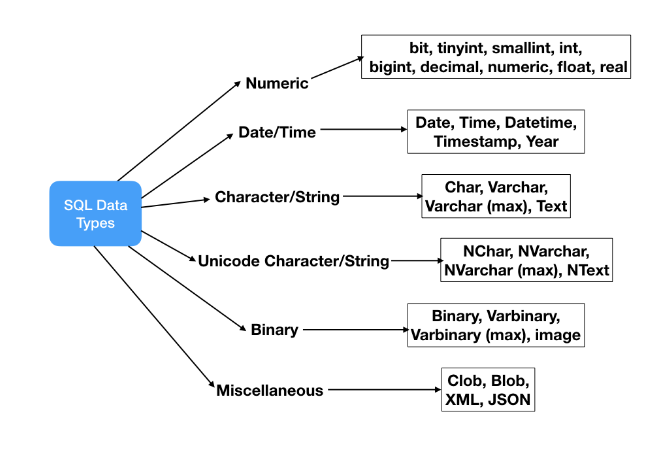 SQL Data
Types
Numeric
bit, tinyint, smallint, int,
bigint, decimal, numeric, float, real
Date/Time
Date, Time, Datetime,
Timestamp, Year
Character/String
Char, Varchar,
Varchar (max), Text
Unicode Character/String
NChar, NVarchar,
NVarchar (max), NText
Binary
Binary, Varbinary,
Varbinary (max), image
Miscellaneous
Clob, Blob,
XML, JSON